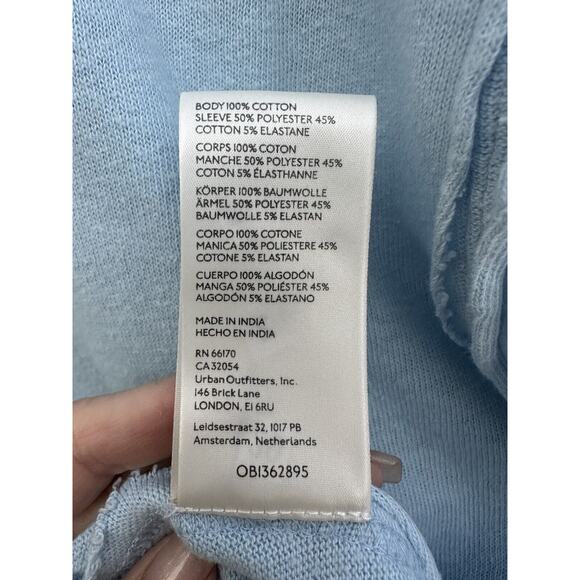 BODY 100% COTTON
SLEEVE 50% POLYESTER 45%
COTTON 5% ELASTANE
CORPS 100% COTON
MANCHE 50% POLYESTER 45%
COTON 5% ÉLASTHANNE
KÖRPER 100% BAUMWOLLE
ÄRMEL 50% POLYESTER 45%
BAUMWOLLE 5% ELASTAN
CORPO 100% COTONE
MANICA 50% POLIESTERE 45%
COTONE 5% ELASTAN
CUERPO 100% ALGODÓN
MANGA 50% POLIÉSTER 45%
ALGODÓN 5% ELASTANO
MADE IN INDIA
HECHO EN INDIA
RN 66170
CA 32054
Urban Outfitters, Inc.
146 Brick Lane
LONDON, E1 6RU
Leidsestraat 32, 1017 PB
Amsterdam, Netherlands
OB1362895